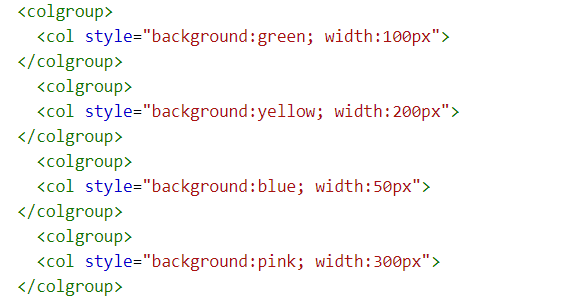 <colgroup>
<col style="background:green; width:100px">
</colgroup>
<colgroup>
<col style="background:yellow; width:200px">
</colgroup>
<colgroup>
<col style="background:blue; width:50px">
</colgroup>
<colgroup>
<col style="background:pink; width:300px">
</colgroup>